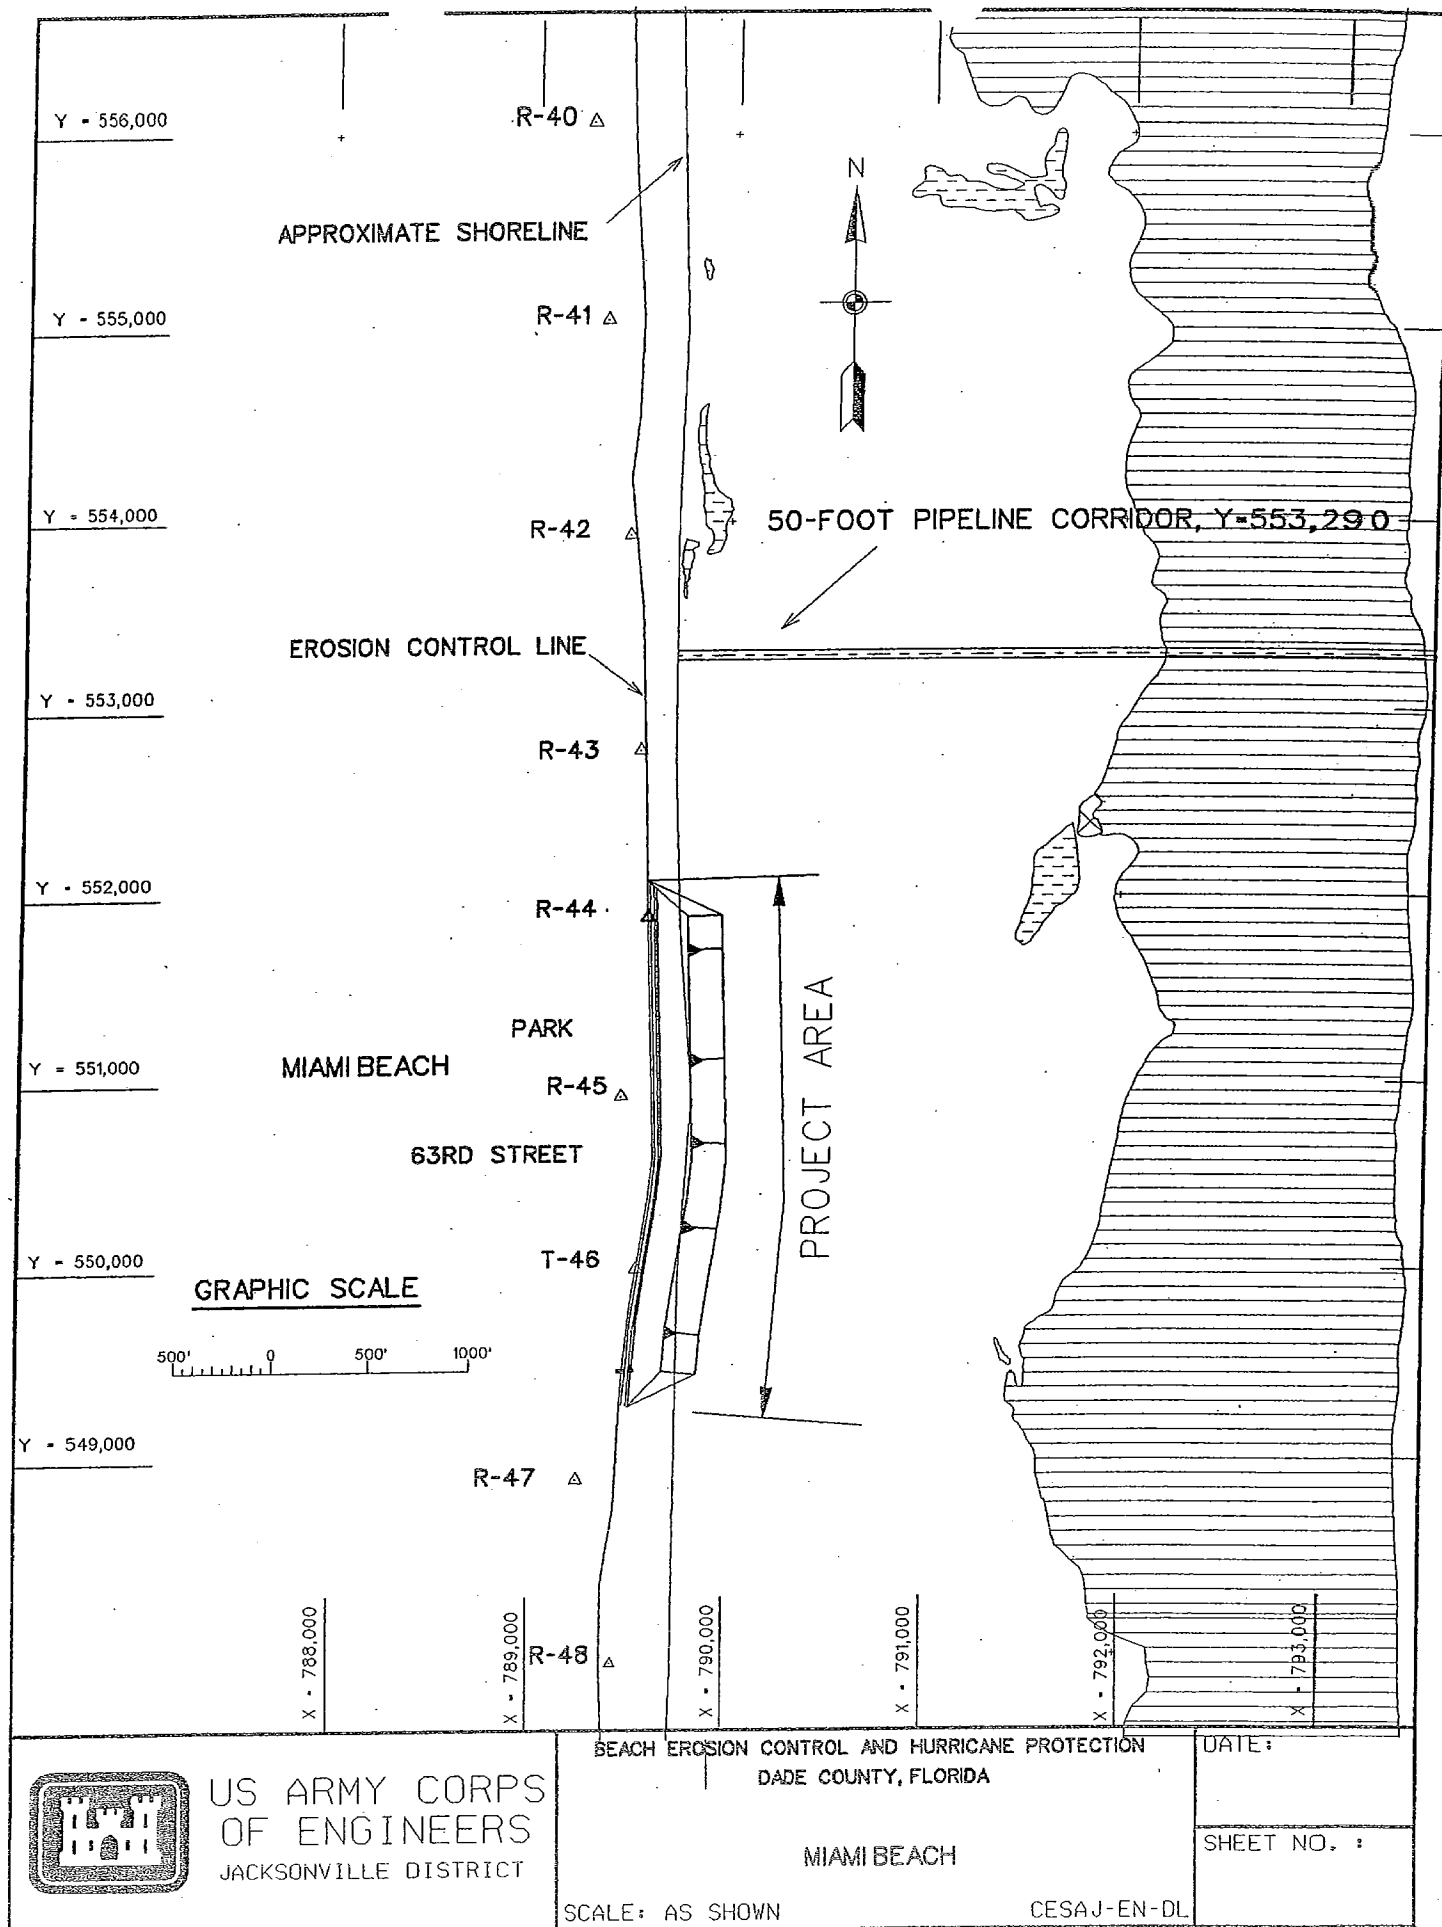 Y - 556,000
R-40
N
APPROXIMATE SHORELINE
Y - 555,000
R-41
Y - 554,000
R-42
50-FOOT PIPELINE CORRIDOR, Y-553,290
EROSION CONTROL LINE
Y - 553,000
R-43
Y - 552,000
R-44
PROJECT AREA
PARK
Y = 551,000
MIAMI BEACH
R-45
63RD STREET
Y - 550,000
T-46
GRAPHIC SCALE
500' 0 500' 1000'
Y - 549,000
R-47
X - 788,000
X - 789,000
R-48
X - 790,000
X - 791,000
X - 792,000
X - 793,000
US ARMY CORPS
OF ENGINEERS
JACKSONVILLE DISTRICT
BEACH EROSION CONTROL AND HURRICANE PROTECTION
DADE COUNTY, FLORIDA
MIAMI BEACH
SCALE: AS SHOWN
CESAJ-EN-DL
DATE:
SHEET NO. :